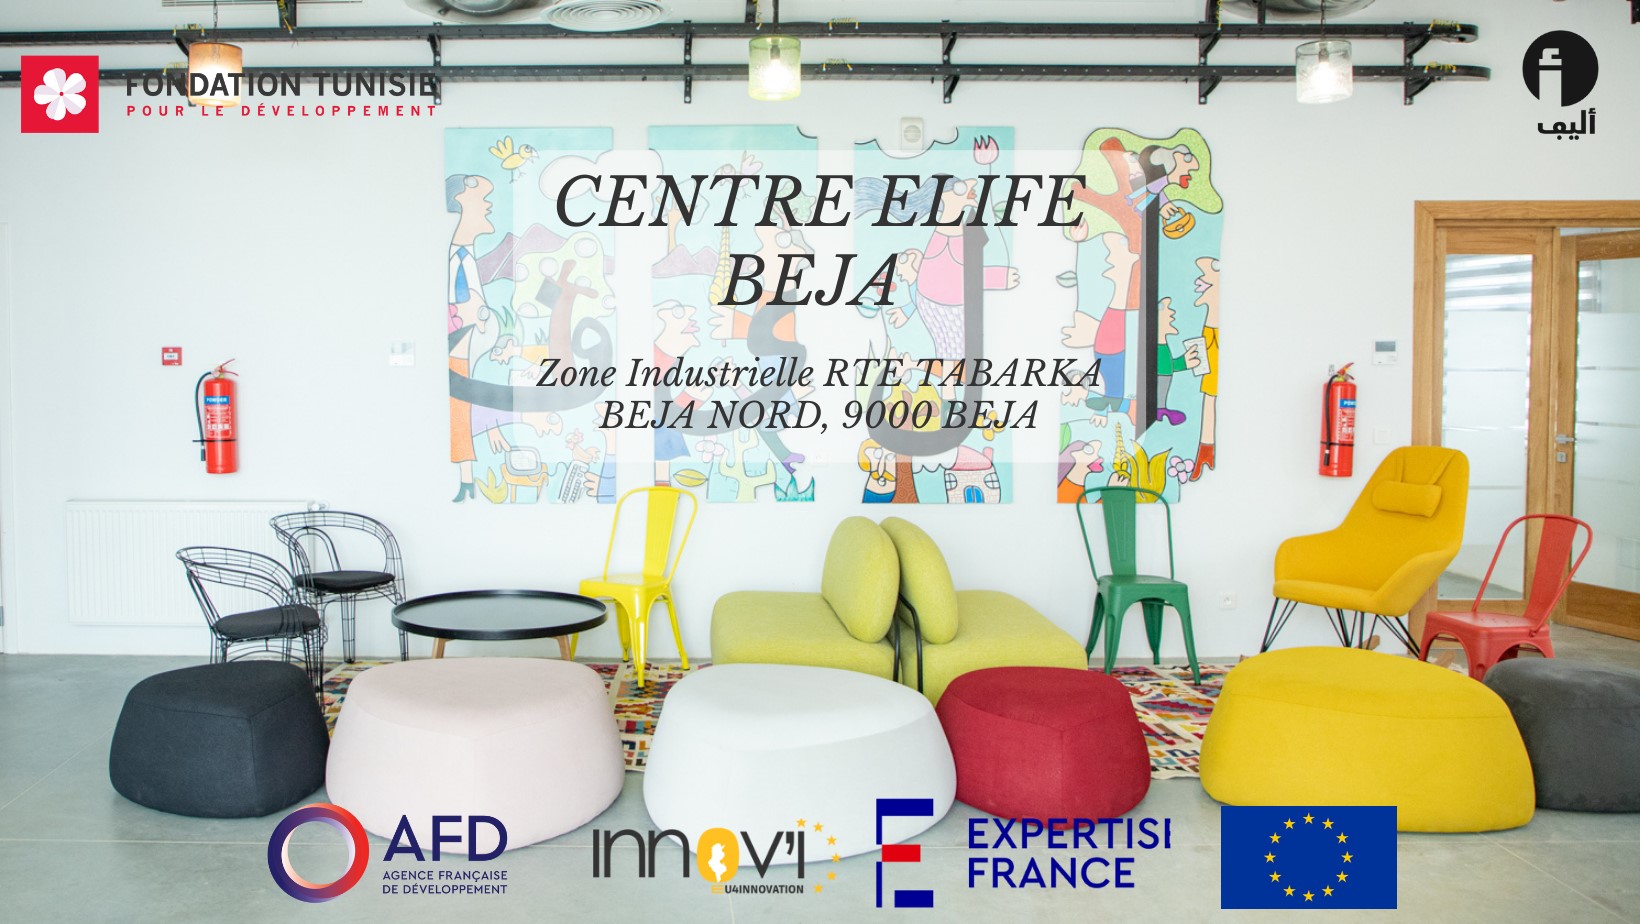 FONDATION TUNISIE
POUR LE DÉVELOPPEMENT
أليف
CENTRE ELIFE
BEJA
Zone Industrielle RTE TABARKA
BEJA NORD, 9000 BEJA
AFD
AGENCE FRANÇAISE
DE DÉVELOPPEMENT
innov'i
EU4INNOVATION
EXPERTISE
FRANCE